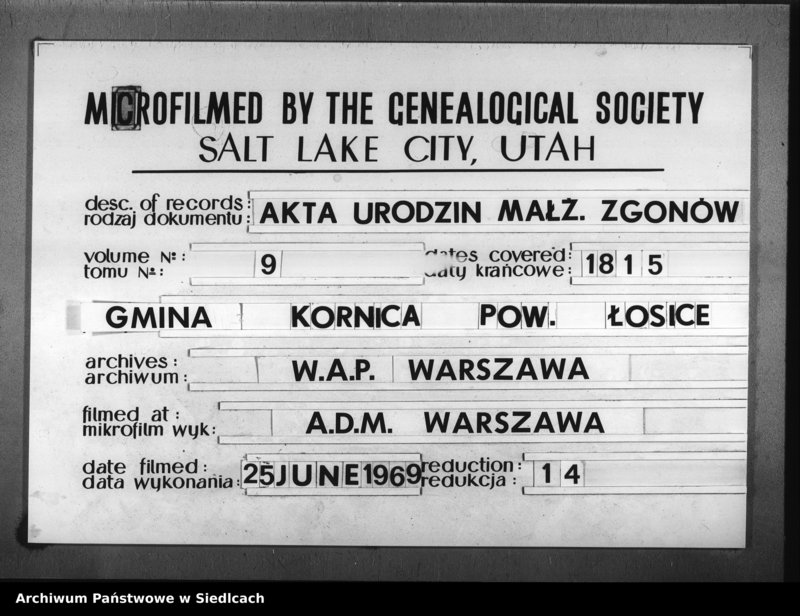 MICROFILMED BY THE GENEALOGICAL SOCIETY
SALT LAKE CITY, UTAH
desc. of records:
rodzaj dokumentu:
AKTA URODZIN MAŁŻ. ZGONÓW
volume No:
tomu No:
9
dates covered:
daty krańcowe:
1815
GMINA KORNICA POW. ŁOSICE
archives:
archiwum:
W.A.P. WARSZAWA
filmed at:
mikrofilm wyk:
A.D.M. WARSZAWA
date filmed:
data wykonania:
25 JUNE 1969
reduction:
redukcja:
14
Archiwum Państwowe w Siedlcach